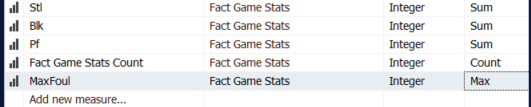 Stl Fact Game Stats Integer Sum
Blk Fact Game Stats Integer Sum
Pf Fact Game Stats Integer Sum
Fact Game Stats Count Fact Game Stats Integer Count
MaxFoul Fact Game Stats Integer Max
Add new measure...